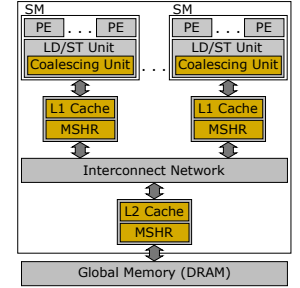 SM SM
PE . . . PE PE . . . PE
LD/ST Unit LD/ST Unit
Coalescing Unit . . . Coalescing Unit
L1 Cache L1 Cache
MSHR MSHR
Interconnect Network
L2 Cache
MSHR
Global Memory (DRAM)